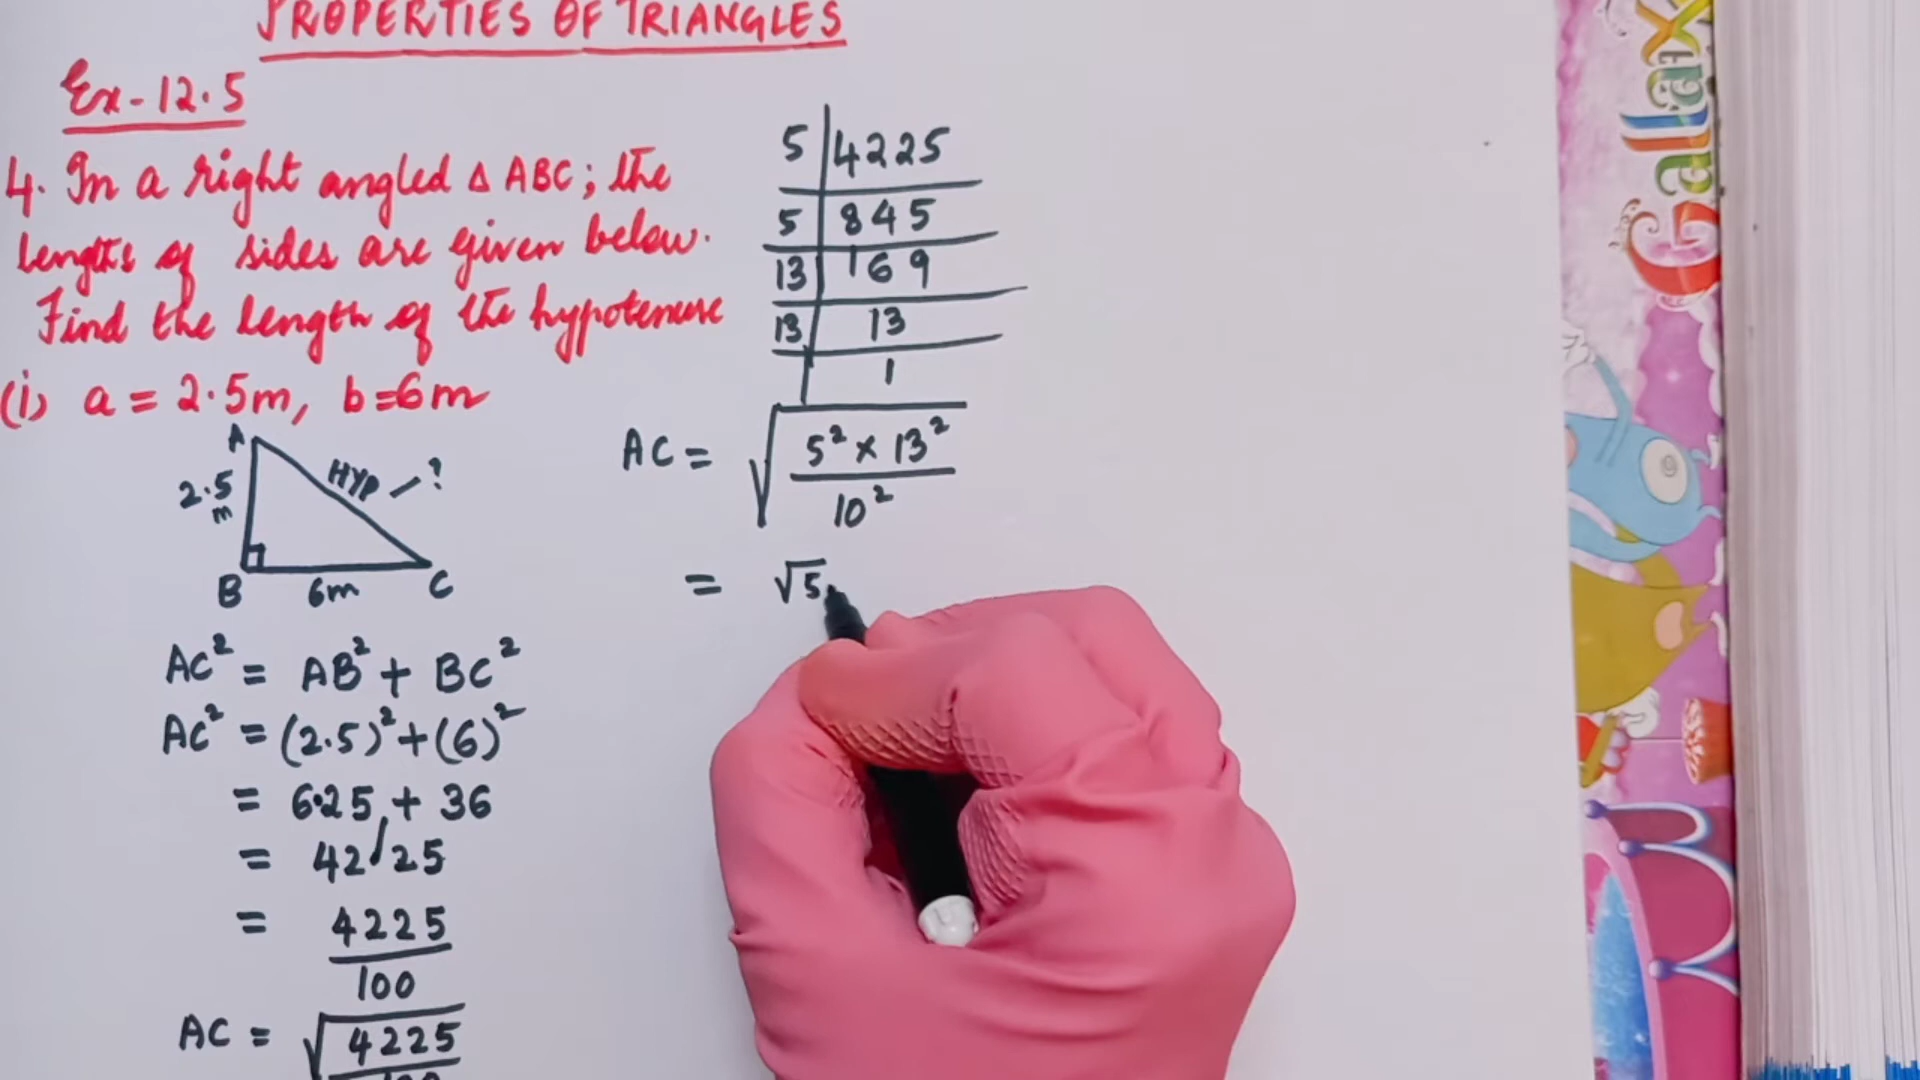 PROPERTIES OF TRIANGLES
Ex-12.5
4. In a right angled △ ABC; the
lengths of sides are given below.
Find the length of the hypotenuse
(i) a = 2.5m, b=6m
A
2.5
m
HYP — ?
B
6m
C
AC² = AB² + BC²
AC² = (2.5)² + (6)²
= 6.25 + 36
= 42.25
= 4225
100
AC = √4225
100
5 | 4225
5 | 845
13 | 169
13 | 13
1
AC = √5² × 13²
10²
= √5
Gallax